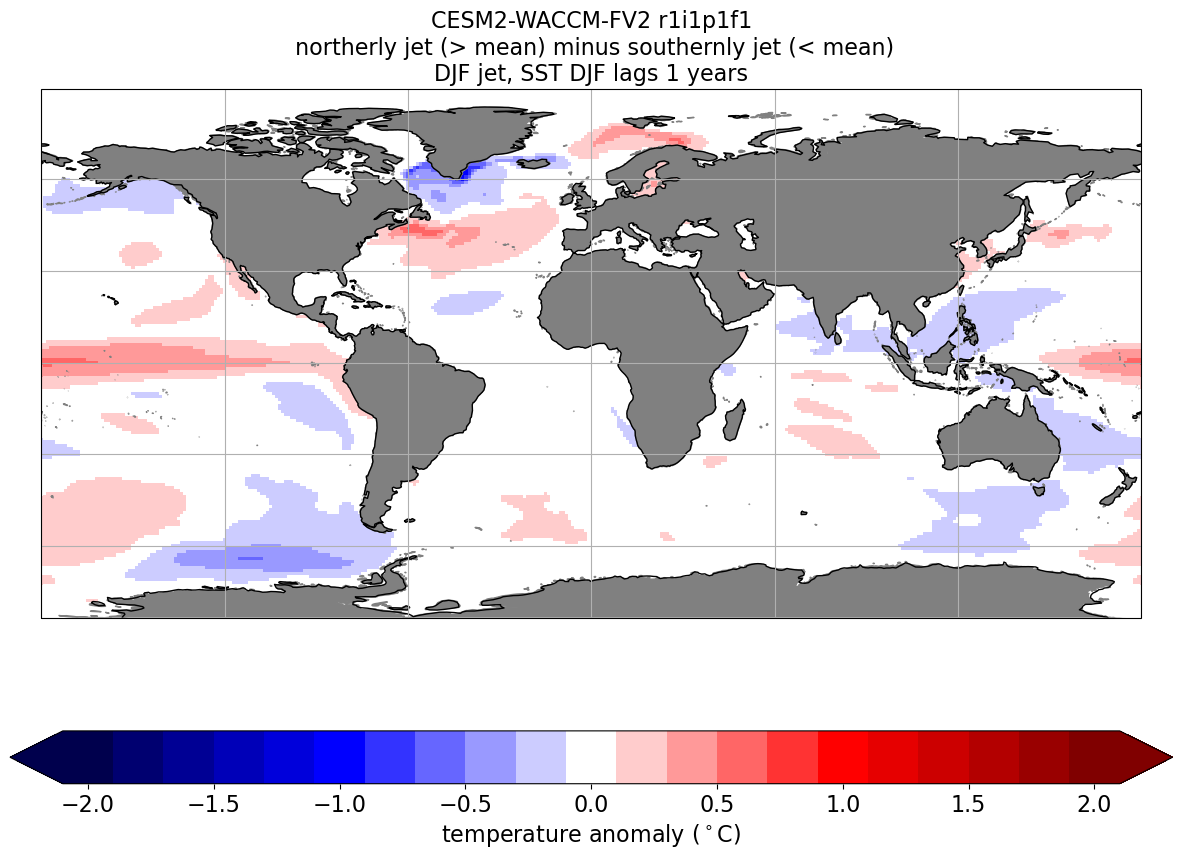 CESM2-WACCM-FV2 r1i1p1f1
northerly jet (> mean) minus southernly jet (< mean)
DJF jet, SST DJF lags 1 years
−2.0 −1.5 −1.0 −0.5 0.0 0.5 1.0 1.5 2.0
temperature anomaly (°C)